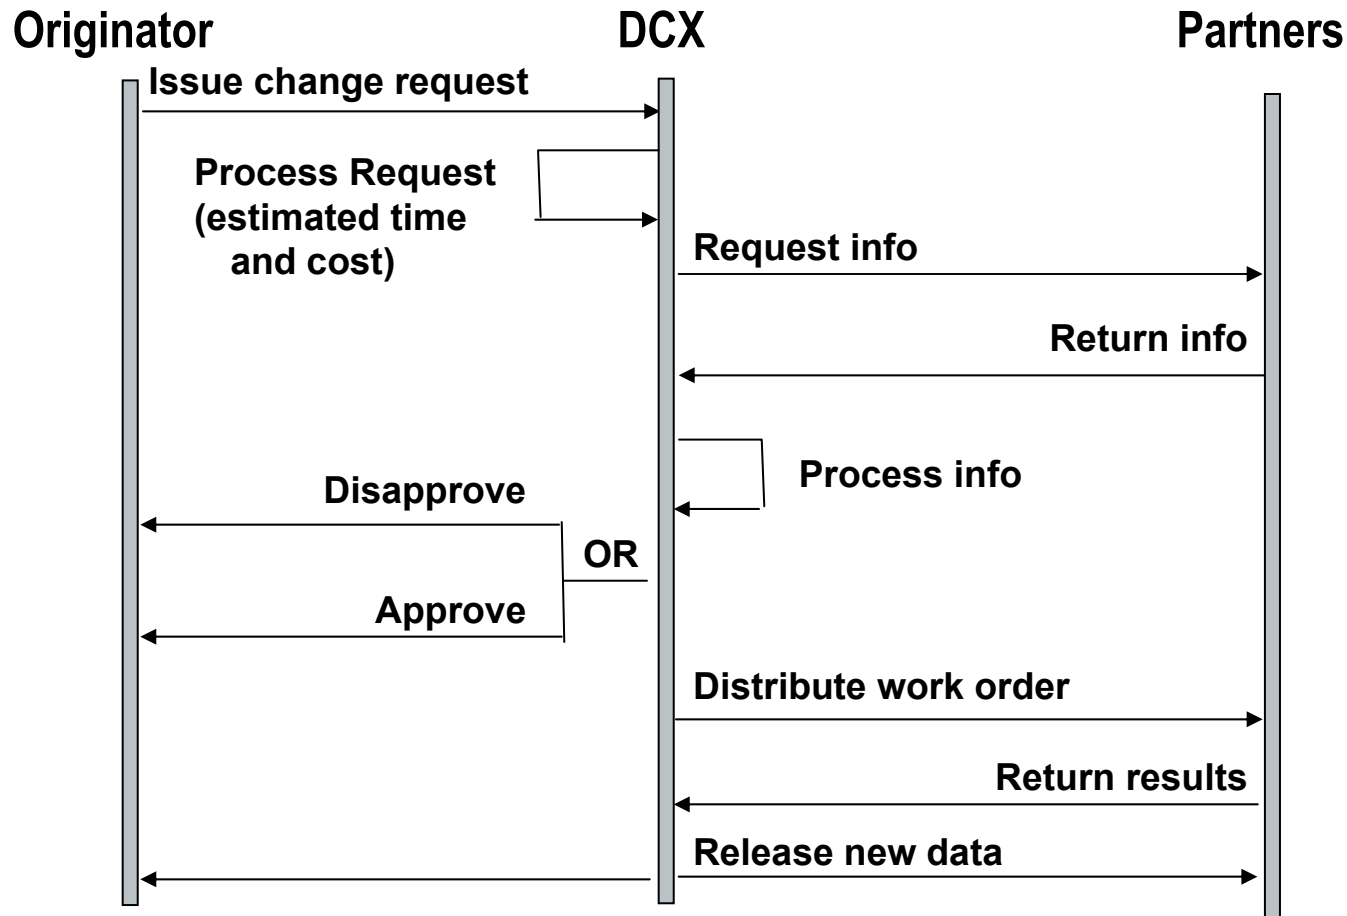 Originator
DCX
Partners
Issue change request
Process Request
(estimated time
and cost)
Request info
Return info
Process info
Disapprove
OR
Approve
Distribute work order
Return results
Release new data